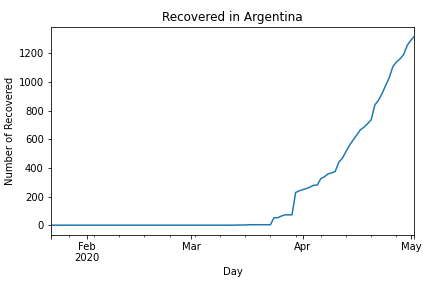 Recovered in Argentina
Number of Recovered
1200
1000
800
600
400
200
0
Feb
2020
Mar
Apr
May
Day